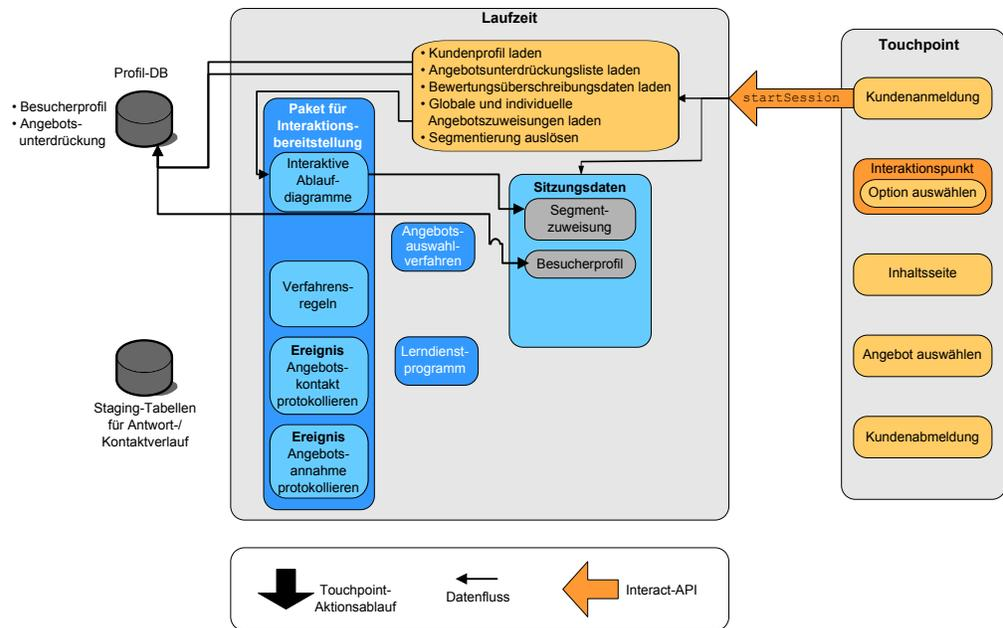 Laufzeit
Profil-DB
• Besucherprofil
• Angebots-
unterdrückung
• Kundenprofil laden
• Angebotsunterdrückungsliste laden
• Bewertungsüberschreibungsdaten laden
• Globale und individuelle
Angebotszuweisungen laden
• Segmentierung auslösen
startSession
Touchpoint
Kundenanmeldung
Interaktionspunkt
Option auswählen
Inhaltsseite
Angebot auswählen
Kundenabmeldung
Paket für
Interaktions-
bereitstellung
Interaktive
Ablauf-
diagramme
Verfahrens-
regeln
Ereignis
Angebots-
kontakt
protokollieren
Ereignis
Angebots-
annahme
protokollieren
Angebots-
auswahl-
verfahren
Lerndienst-
programm
Sitzungsdaten
Segment-
zuweisung
Besucherprofil
Staging-Tabellen
für Antwort-/
Kontaktverlauf
Touchpoint-
Aktionsablauf
Datenfluss
Interact-API